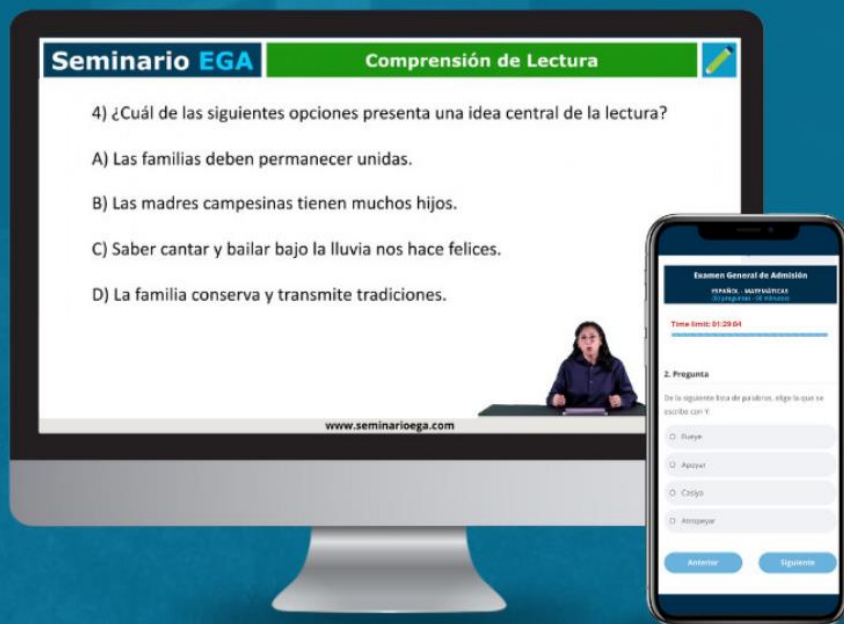 Seminario EGA
Comprensión de Lectura
4) ¿Cuál de las siguientes opciones presenta una idea central de la lectura?
A) Las familias deben permanecer unidas.
B) Las madres campesinas tienen muchos hijos.
C) Saber cantar y bailar bajo la lluvia nos hace felices.
D) La familia conserva y transmite tradiciones.
www.seminarioega.com
Examen General de Admisión
ESPAÑOL - MATEMÁTICAS
Time limit: 01:29:04
2. Pregunta
De la siguiente lista de palabras, elige la que se
escribe con Y.
Apoyar
Atropeyar
Anterior
Siguiente